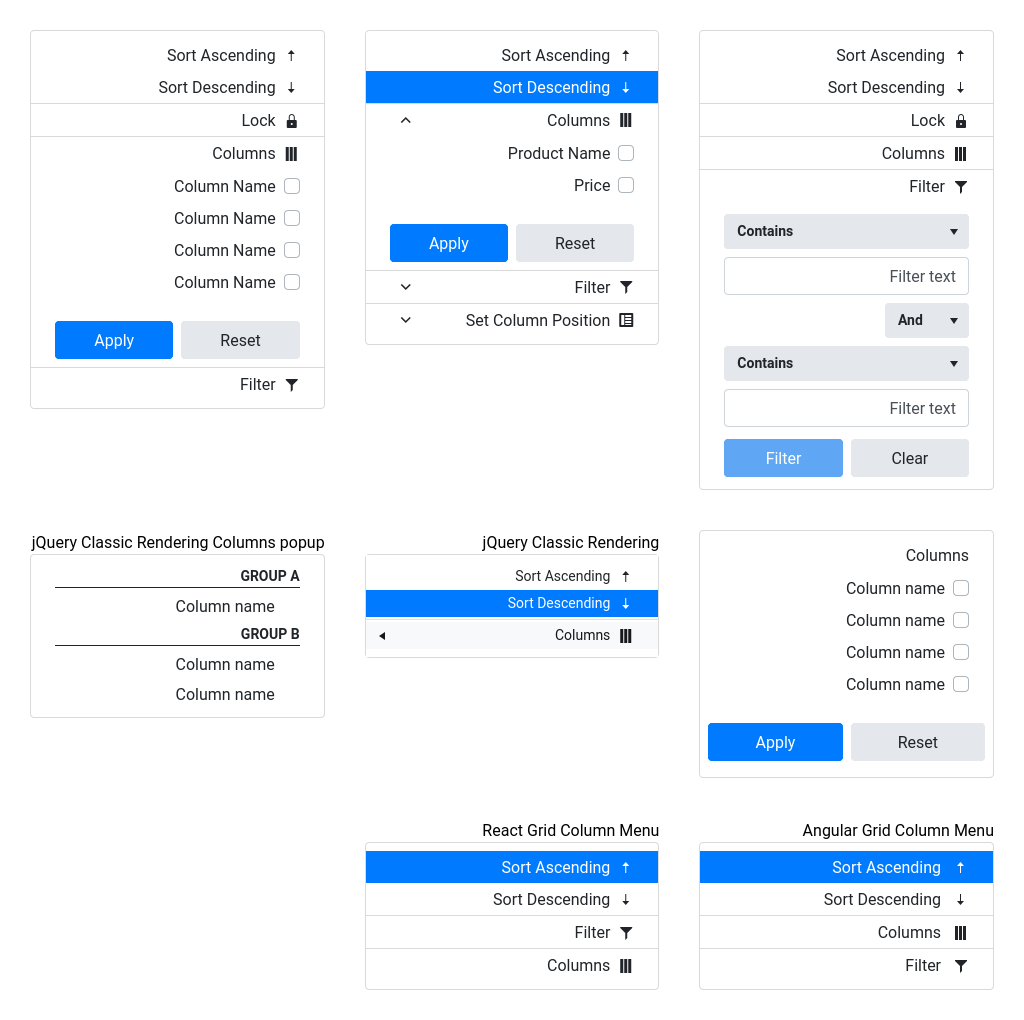 Sort Ascending
Sort Descending
Lock
Columns
Column Name
Column Name
Column Name
Column Name
Apply Reset
Filter
Sort Ascending
Sort Descending
Columns
Product Name
Price
Apply Reset
Filter
Set Column Position
Sort Ascending
Sort Descending
Lock
Columns
Filter
Contains
Filter text
And
Contains
Filter text
Filter Clear
jQuery Classic Rendering Columns popup
GROUP A
Column name
GROUP B
Column name
Column name
jQuery Classic Rendering
Sort Ascending
Sort Descending
Columns
Columns
Column name
Column name
Column name
Column name
Apply Reset
React Grid Column Menu
Sort Ascending
Sort Descending
Filter
Columns
Angular Grid Column Menu
Sort Ascending
Sort Descending
Columns
Filter